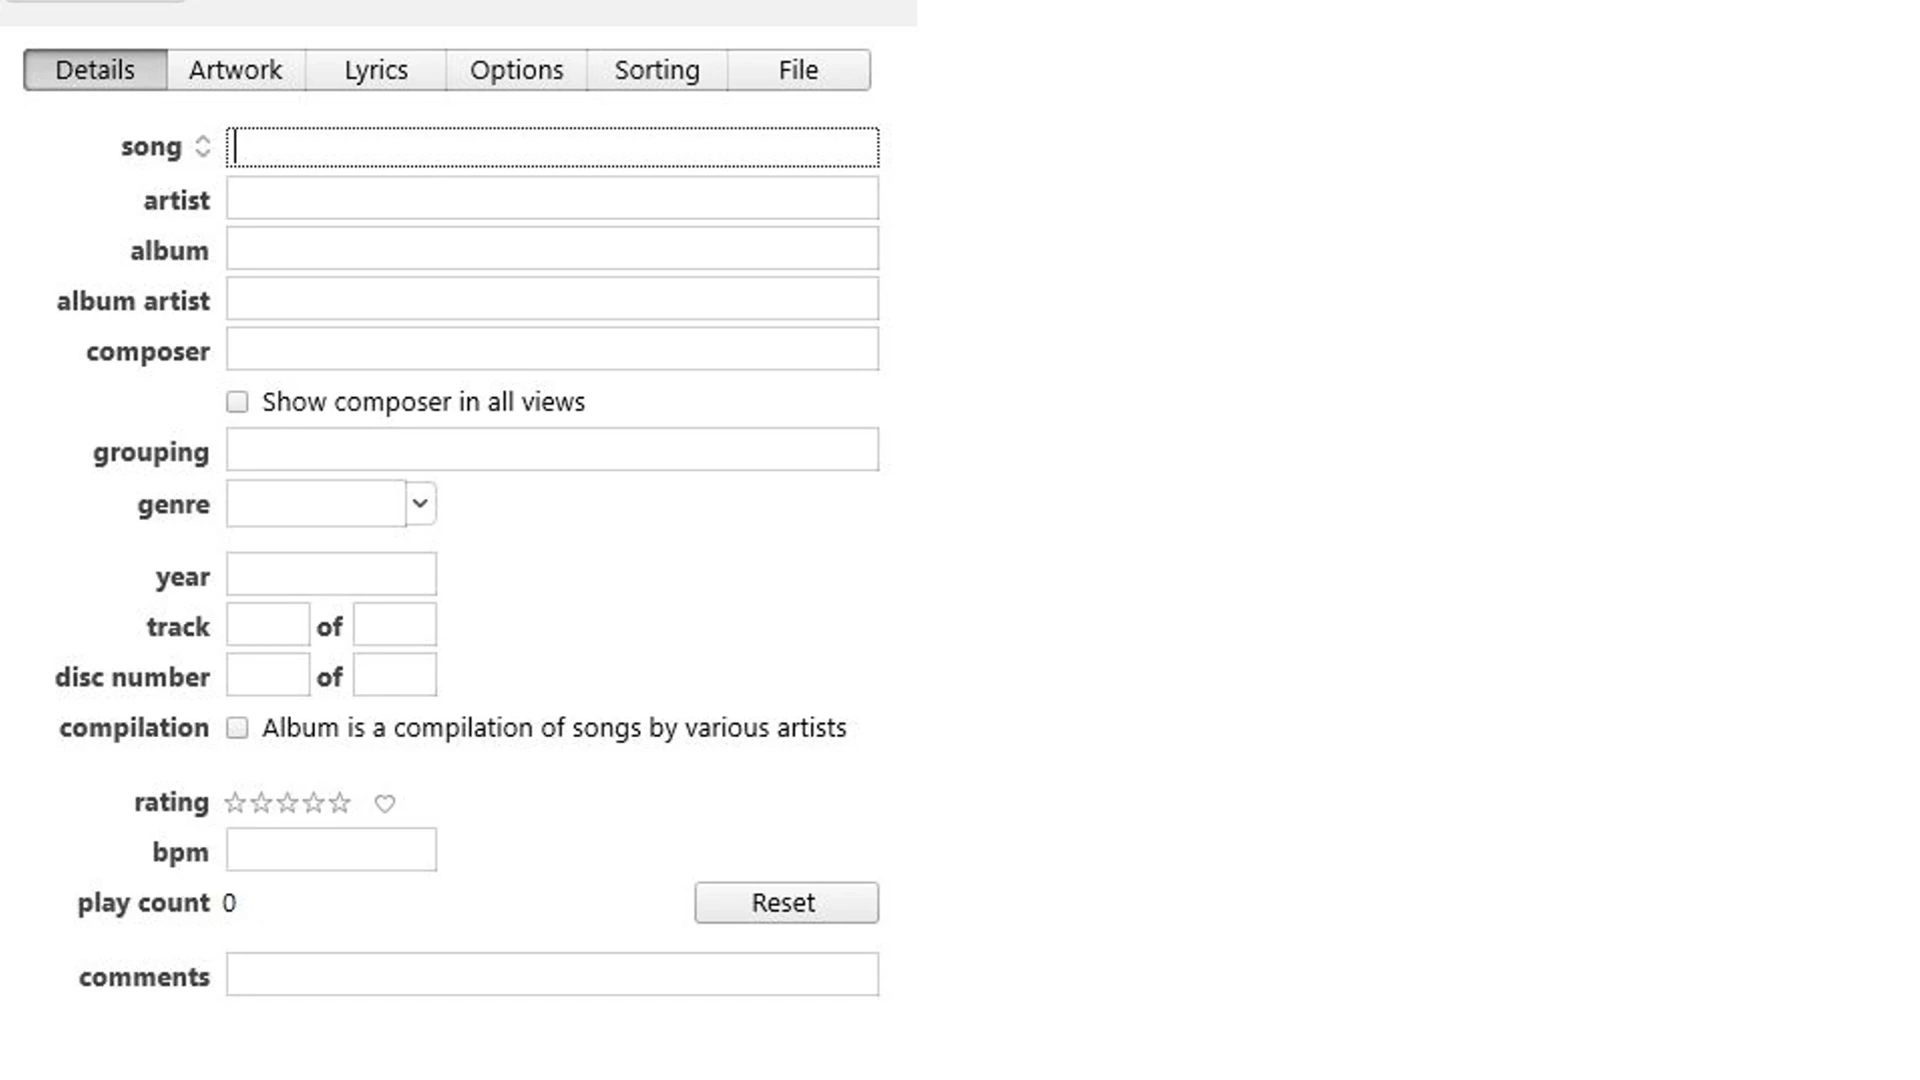 Details Artwork Lyrics Options Sorting File
song
artist
album
album artist
composer
Show composer in all views
grouping
genre
year
track of
disc number of
compilation Album is a compilation of songs by various artists
rating
bpm
play count 0 Reset
comments